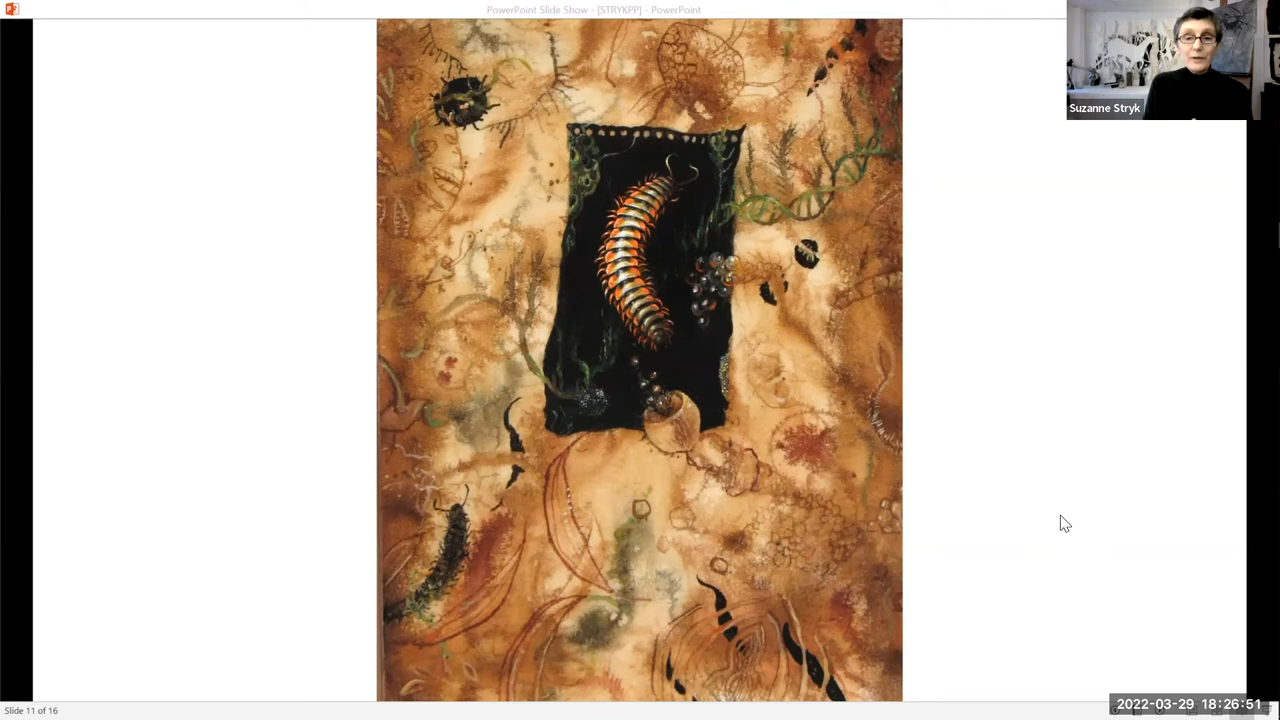 PowerPoint Slide Show - [STRYKPP] - PowerPoint
Suzanne Stryk
2022-03-29 18:26:51
Slide 11 of 16